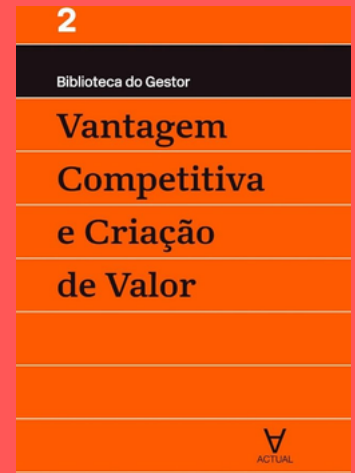 2
Biblioteca do Gestor
Vantagem
Competitiva
e Criação
de Valor
ACTUAL